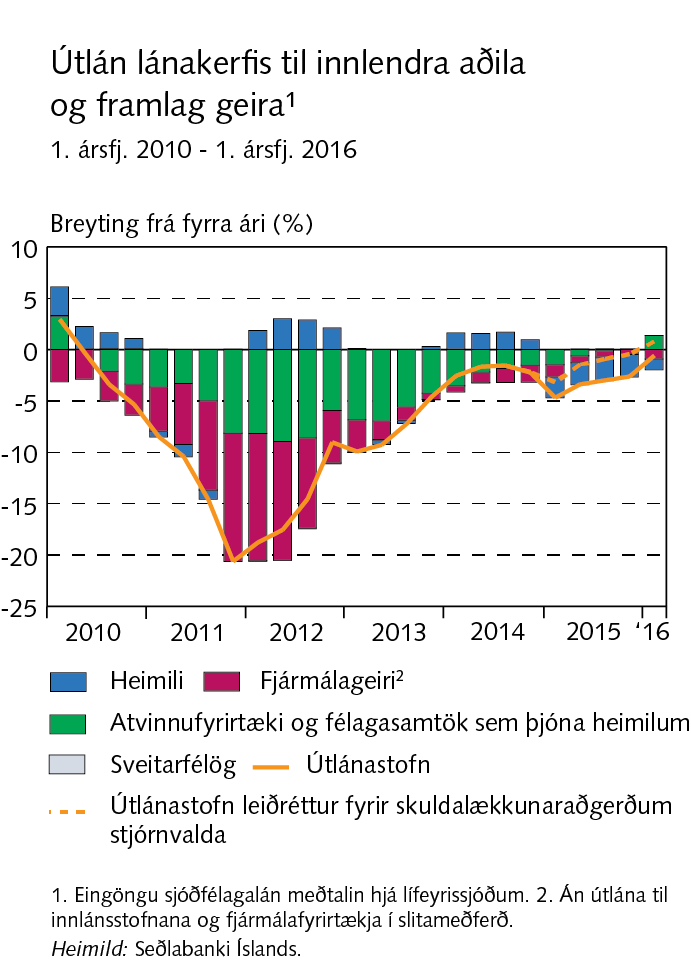 Útlán lánakerfis til innlendra aðila
og framlag geira¹
1. ársfj. 2010 - 1. ársfj. 2016
Breyting frá fyrra ári (%)
10
5
0
-5
-10
-15
-20
-25
2010 2011 2012 2013 2014 2015 ‘16
Heimili Fjármálageiri²
Atvinnufyrirtæki og félagasamtök sem þjóna heimilum
Sveitarfélög Útlánastofn
Útlánastofn leiðréttur fyrir skuldalækkunaraðgerðum
stjórnvalda
1. Eingöngu sjóðfélagalán meðtalin hjá lífeyrissjóðum. 2. Án útlána til
innlánsstofnana og fjármálafyrirtækja í slitameðferð.
Heimild: Seðlabanki Íslands.